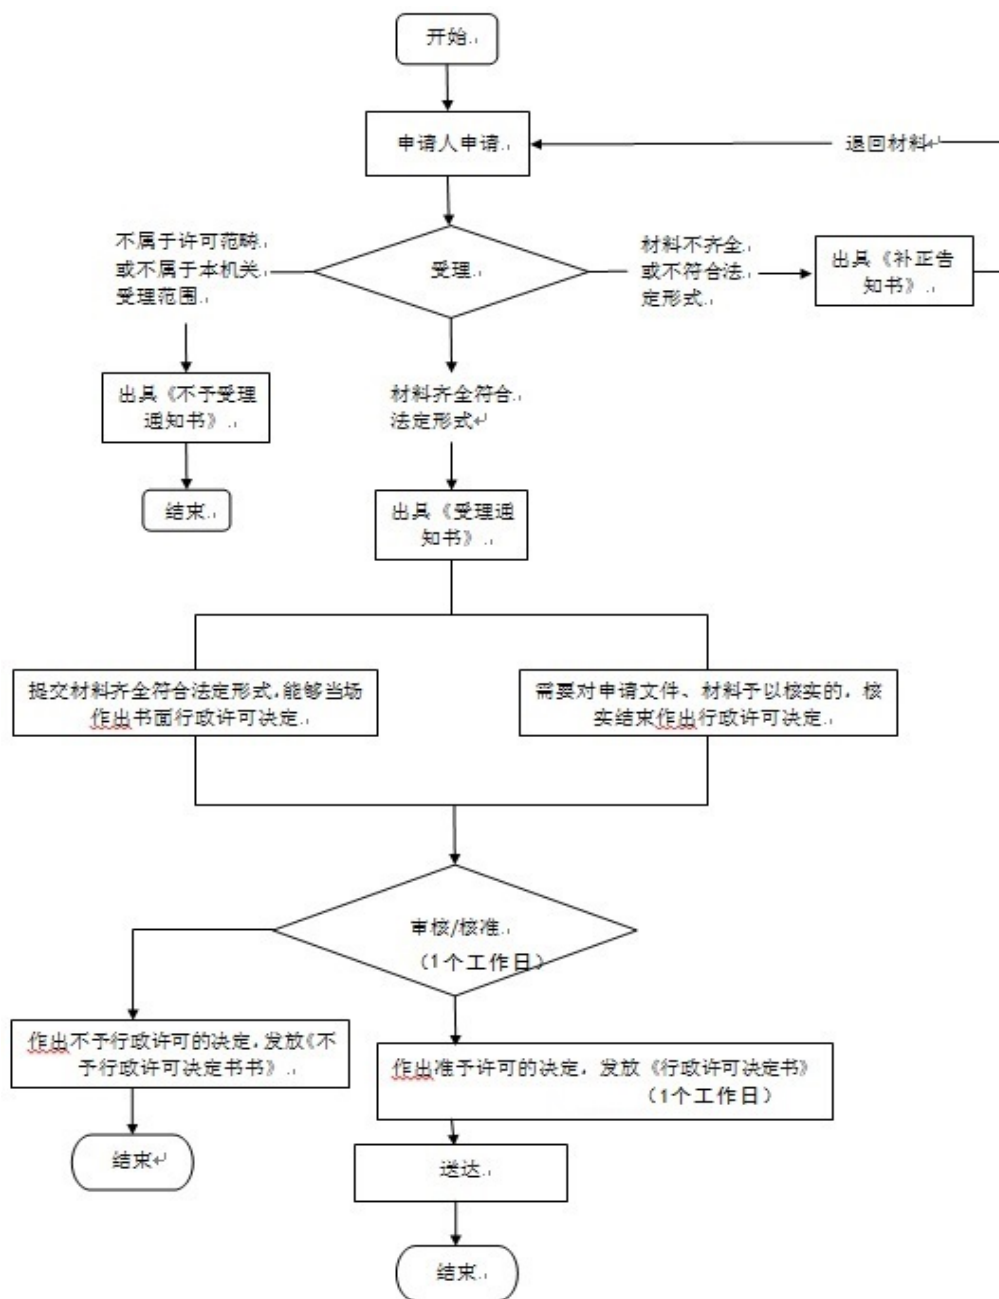 开始
申请人申请
退回材料
不属于许可范畴
或不属于本机关
受理范围
受理
材料不齐全
或不符合法
定形式
出具《补正告
知书》
出具《不予受理
通知书》
材料齐全符合
法定形式
结束
出具《受理通
知书》
提交材料齐全符合法定形式，能够当场
作出书面行政许可决定
需要对申请文件、材料予以核实的，核
实结束作出行政许可决定
审核/核准
（1个工作日）
作出不予行政许可的决定，发放《不
予行政许可决定书书》
作出准予许可的决定，发放《行政许可决定书》
（1个工作日）
结束
送达
结束